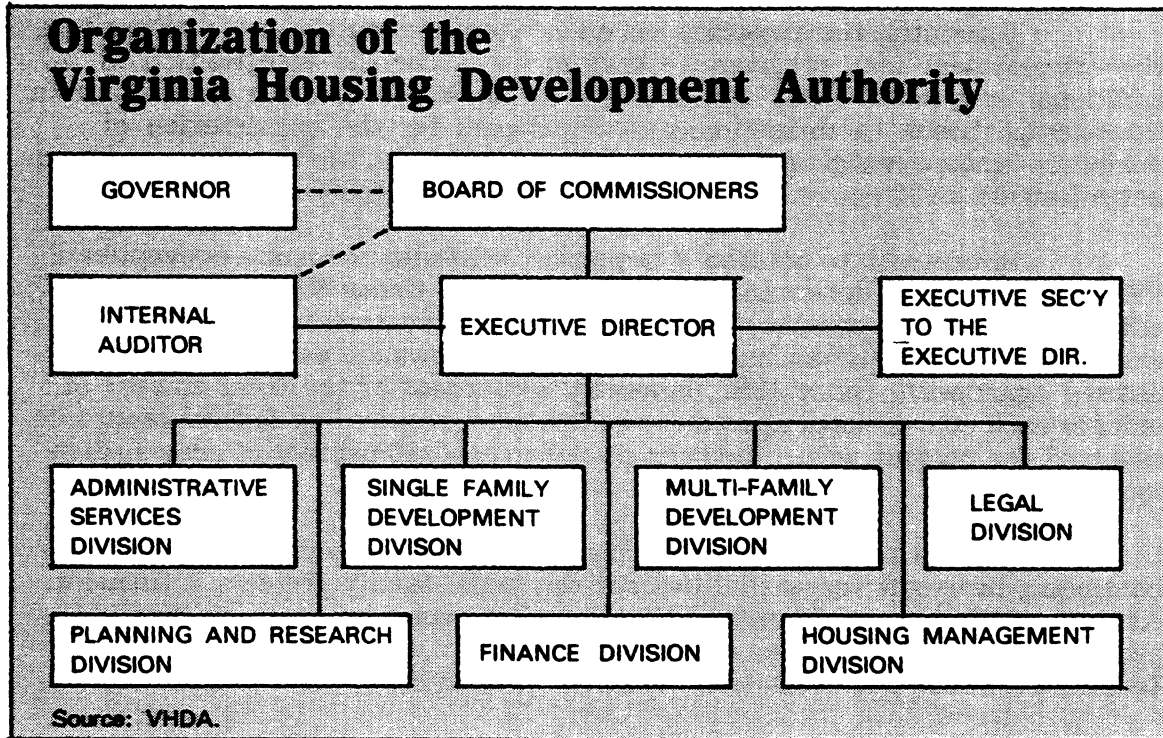 Organization of the
Virginia Housing Development Authority
GOVERNOR
BOARD OF COMMISSIONERS
INTERNAL
AUDITOR
EXECUTIVE DIRECTOR
EXECUTIVE SEC'Y
TO THE
EXECUTIVE DIR.
ADMINISTRATIVE
SERVICES
DIVISION
SINGLE FAMILY
DEVELOPMENT
DIVISON
MULTI-FAMILY
DEVELOPMENT
DIVISION
LEGAL
DIVISION
PLANNING AND RESEARCH
DIVISION
FINANCE DIVISION
HOUSING MANAGEMENT
DIVISION
Source: VHDA.